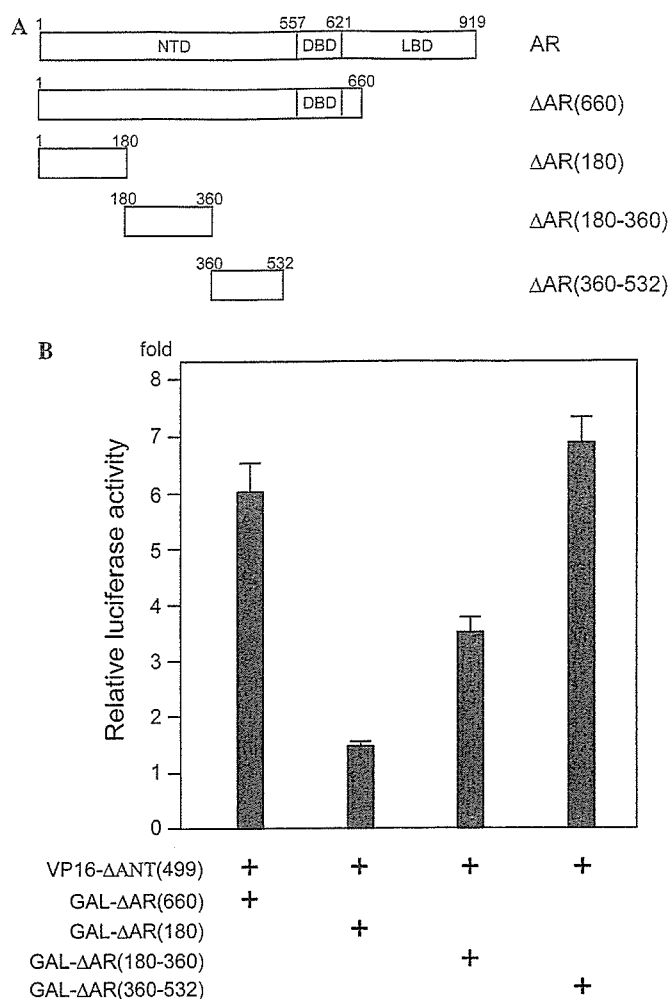 A
1 557 621 919
NTD DBD LBD AR
1 660
DBD ΔAR(660)
1 180
ΔAR(180)
180 360
ΔAR(180-360)
360 532
ΔAR(360-532)
B
fold
8
7
6
5
4
3
2
1
0
Relative luciferase activity
VP16-ΔANT(499) + + + +
GAL-ΔAR(660) +
GAL-ΔAR(180) +
GAL-ΔAR(180-360) +
GAL-ΔAR(360-532) +